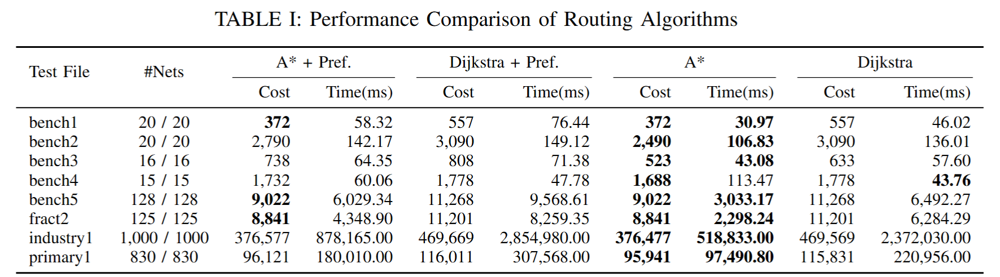 TABLE I: Performance Comparison of Routing Algorithms
Test File #Nets A* + Pref. Dijkstra + Pref. A* Dijkstra
Cost Time(ms) Cost Time(ms) Cost Time(ms) Cost Time(ms)
bench1 20 / 20 372 58.32 557 76.44 372 30.97 557 46.02
bench2 20 / 20 2,790 142.17 3,090 149.12 2,490 106.83 3,090 136.01
bench3 16 / 16 738 64.35 808 71.38 523 43.08 633 57.60
bench4 15 / 15 1,732 60.06 1,778 47.78 1,688 113.47 1,778 43.76
bench5 128 / 128 9,022 6,029.34 11,268 9,568.61 9,022 3,033.17 11,268 6,492.27
fract2 125 / 125 8,841 4,348.90 11,201 8,259.35 8,841 2,298.24 11,201 6,284.29
industry1 1,000 / 1000 376,577 878,165.00 469,669 2,854,980.00 376,477 518,833.00 469,569 2,372,030.00
primary1 830 / 830 96,121 180,010.00 116,011 307,568.00 95,941 97,490.80 115,831 220,956.00